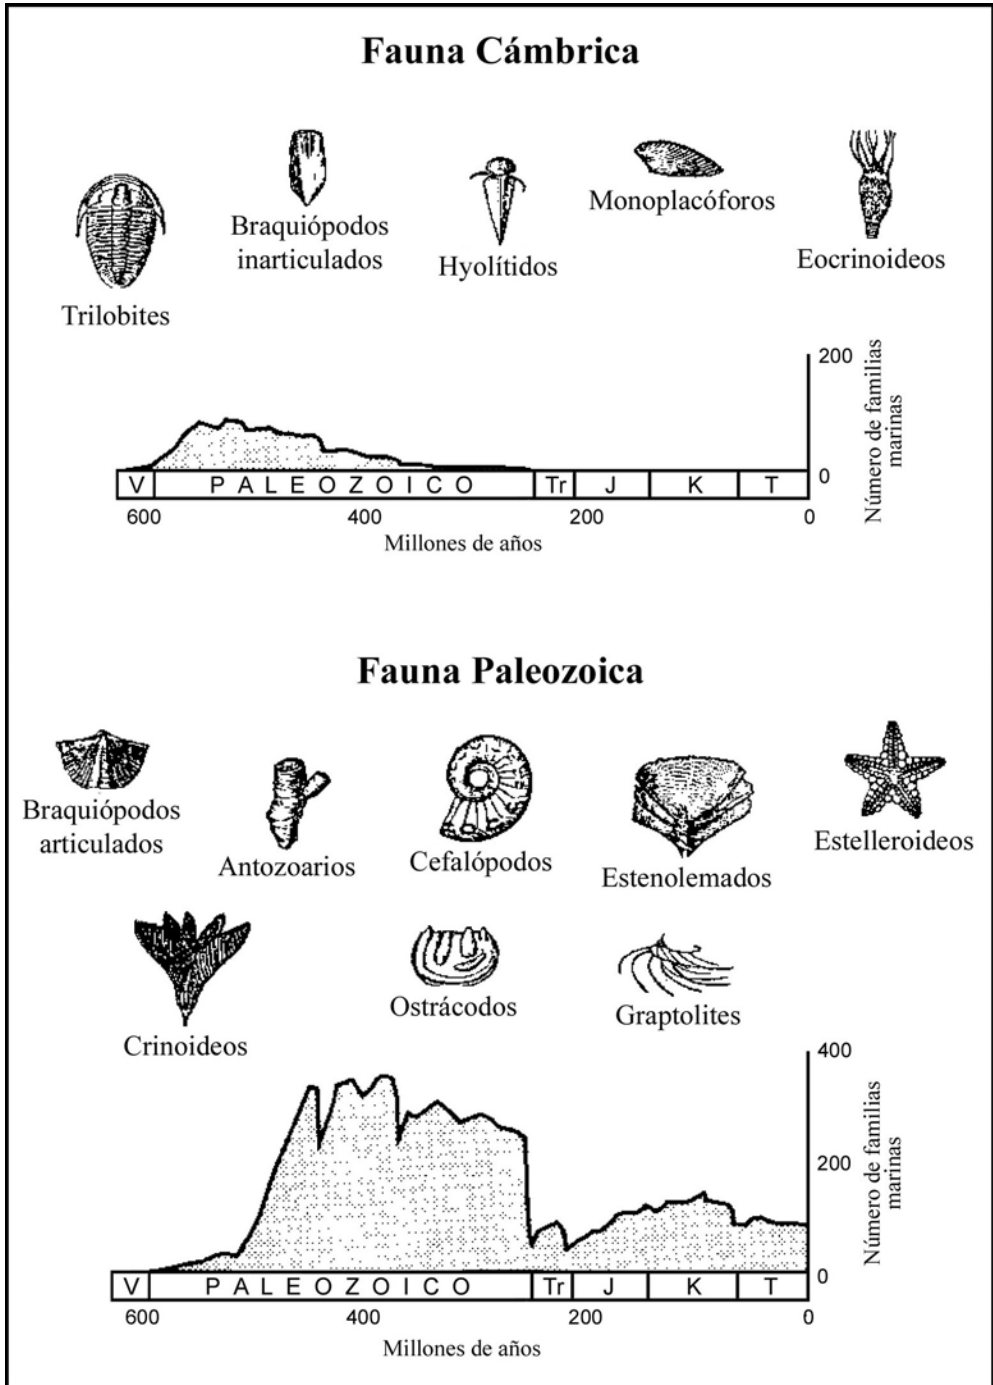 Fauna Cámbrica
Trilobites
Braquiópodos
inarticulados
Hyolítidos
Monoplacóforos
Eocrinoideos
200
0
Número de familias
marinas
V PALEOZOICO Tr J K T
600 400 200 0
Millones de años
Fauna Paleozoica
Braquiópodos
articulados
Antozoarios
Cefalópodos
Estenolemados
Estelleroideos
Crinoideos
Ostrácodos
Graptolites
400
200
0
Número de familias
marinas
V PALEOZOICO Tr J K T
600 400 200 0
Millones de años